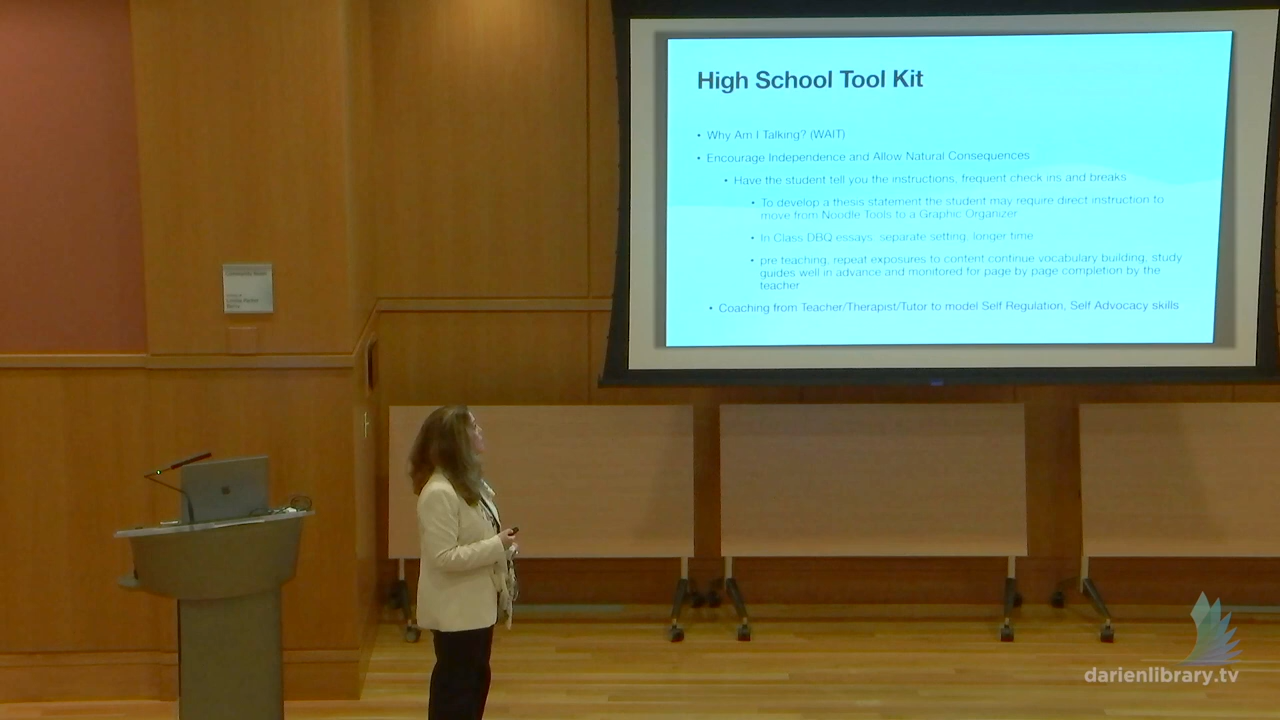 High School Tool Kit
• Why Am I Talking? (WAIT)
• Encourage Independence and Allow Natural Consequences
• Have the student tell you the instructions, frequent check ins and breaks
• To develop a thesis statement the student may require direct instruction to
move from Noodle Tools to a Graphic Organizer
• In Class DBQ essays, separate setting, longer time
• pre teaching, repeat exposures to content continue vocabulary building, study
guides well in advance and monitored for page by page completion by the
teacher
• Coaching from Teacher/Therapist/Tutor to model Self Regulation, Self Advocacy skills
Community Room
darienlibrary.tv